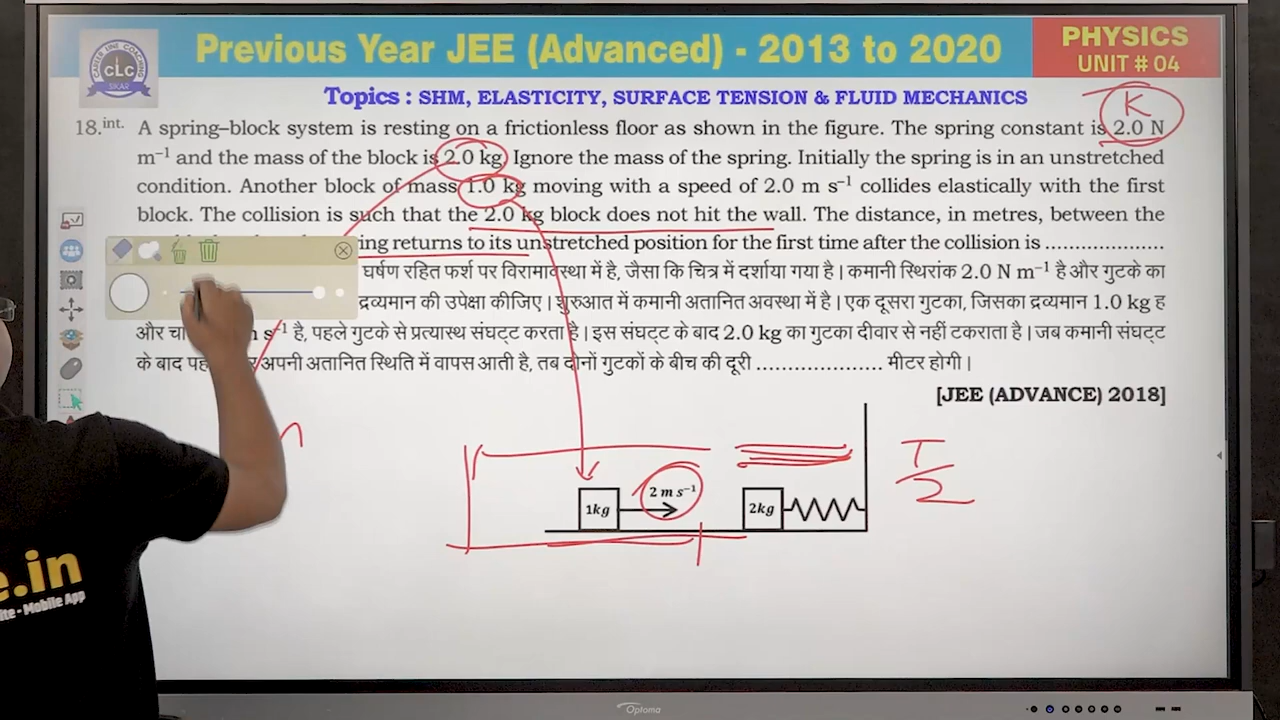 Previous Year JEE (Advanced) - 2013 to 2020
PHYSICS
UNIT # 04
CLC
SIKAR
Topics : SHM, ELASTICITY, SURFACE TENSION & FLUID MECHANICS
K
18.int. A spring–block system is resting on a frictionless floor as shown in the figure. The spring constant is 2.0 N
m⁻¹ and the mass of the block is 2.0 kg. Ignore the mass of the spring. Initially the spring is in an unstretched
condition. Another block of mass 1.0 kg moving with a speed of 2.0 m s⁻¹ collides elastically with the first
block. The collision is such that the 2.0 kg block does not hit the wall. The distance, in metres, between the
returns to its unstretched position for the first time after the collision is ....................
घर्षण रहित फर्श पर विरामावस्था में है, जैसा कि चित्र में दर्शाया गया है। कमानी स्थिरांक 2.0 N m⁻¹ है और गुटके का
द्रव्यमान की उपेक्षा कीजिए। शुरुआत में कमानी अतानित अवस्था में है। एक दूसरा गुटका, जिसका द्रव्यमान 1.0 kg ह
और s⁻¹ है, पहले गुटके से प्रत्यास्थ संघट्ट करता है। इस संघट्ट के बाद 2.0 kg का गुटका दीवार से नहीं टकराता है। जब कमानी संघट्ट
के बाद अपनी अतानित स्थिति में वापस आती है, तब दोनों गुटकों के बीच की दूरी ..................... मीटर होगी।
[JEE (ADVANCE) 2018]
T
2
1kg
2 m s⁻¹
2kg
e.in
ite - Mobile App
Optoma